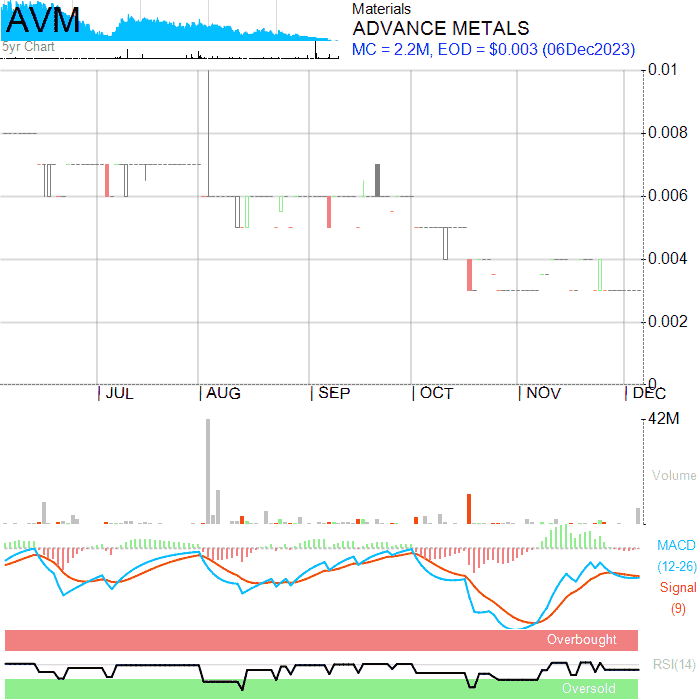 AVM
5yr Chart
Materials
ADVANCE METALS
MC = 2.2M, EOD = $0.003 (06Dec2023)
0.01
0.008
0.006
0.004
0.002
0
JUL AUG SEP OCT NOV DEC
42M
Volume
MACD
(12-26)
Signal
(9)
Overbought
RSI(14)
Oversold